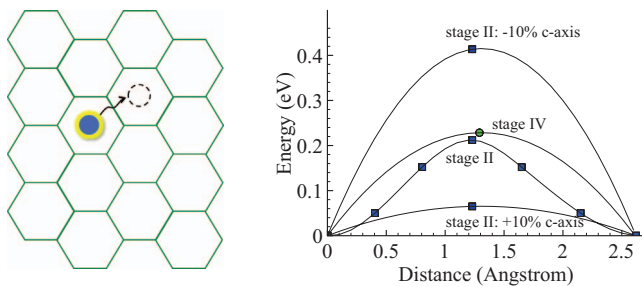 stage II: -10% c-axis
0.4
0.3
Energy (eV)
stage IV
0.2
stage II
0.1
stage II: +10% c-axis
0
0 0.5 1 1.5 2 2.5
Distance (Angstrom)